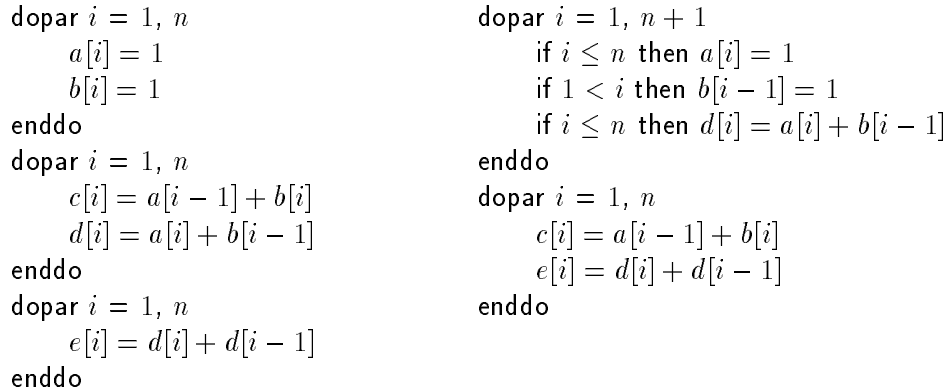 dopar i = 1, n
a[i] = 1
b[i] = 1
enddo
dopar i = 1, n
c[i] = a[i − 1] + b[i]
d[i] = a[i] + b[i − 1]
enddo
dopar i = 1, n
e[i] = d[i] + d[i − 1]
enddo
dopar i = 1, n + 1
if i ≤ n then a[i] = 1
if 1 < i then b[i − 1] = 1
if i ≤ n then d[i] = a[i] + b[i − 1]
enddo
dopar i = 1, n
c[i] = a[i − 1] + b[i]
e[i] = d[i] + d[i − 1]
enddo